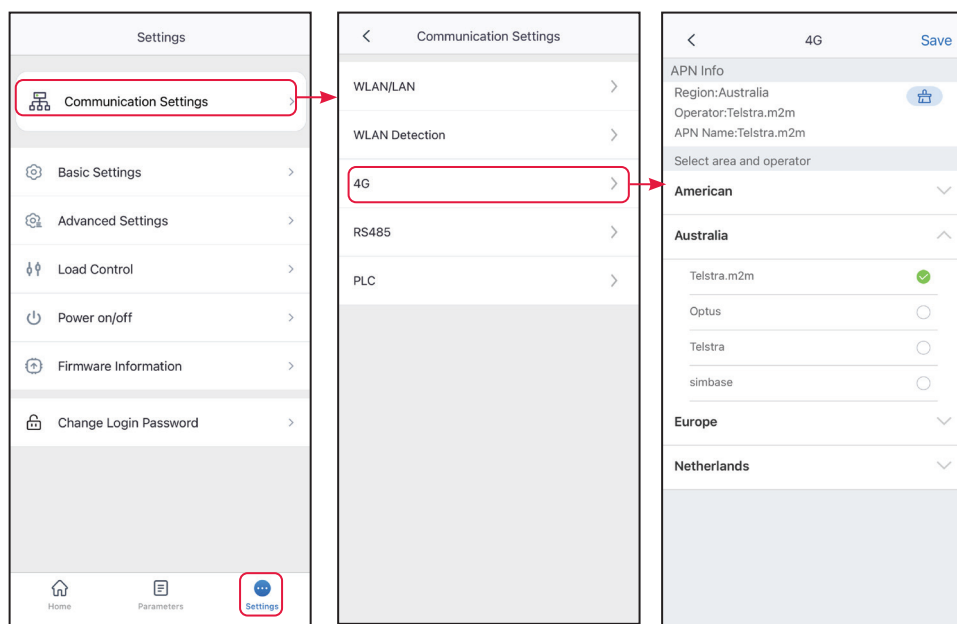 Settings
Communication Settings
Basic Settings
Advanced Settings
Load Control
Power on/off
Firmware Information
Change Login Password
Home
Parameters
Settings
Communication Settings
WLAN/LAN
WLAN Detection
4G
RS485
PLC
4G
Save
APN Info
Region:Australia
Operator:Telstra.m2m
APN Name:Telstra.m2m
Select area and operator
American
Australia
Telstra.m2m
Optus
Telstra
simbase
Europe
Netherlands